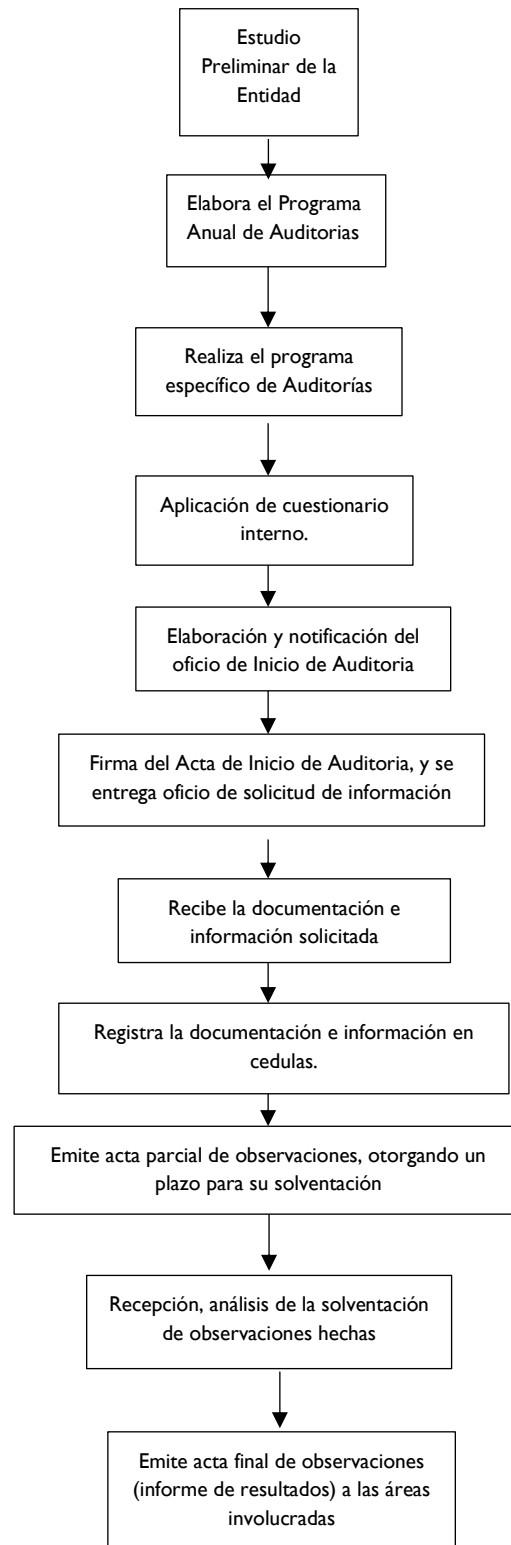 Estudio
Preliminar de la
Entidad
Elabora el Programa
Anual de Auditorias
Realiza el programa
específico de Auditorías
Aplicación de cuestionario
interno.
Elaboración y notificación del
oficio de Inicio de Auditoria
Firma del Acta de Inicio de Auditoria, y se
entrega oficio de solicitud de información
Recibe la documentación e
información solicitada
Registra la documentación e información en
cedulas.
Emite acta parcial de observaciones, otorgando un
plazo para su solventación
Recepción, análisis de la solventación
de observaciones hechas
Emite acta final de observaciones
(informe de resultados) a las áreas
involucradas